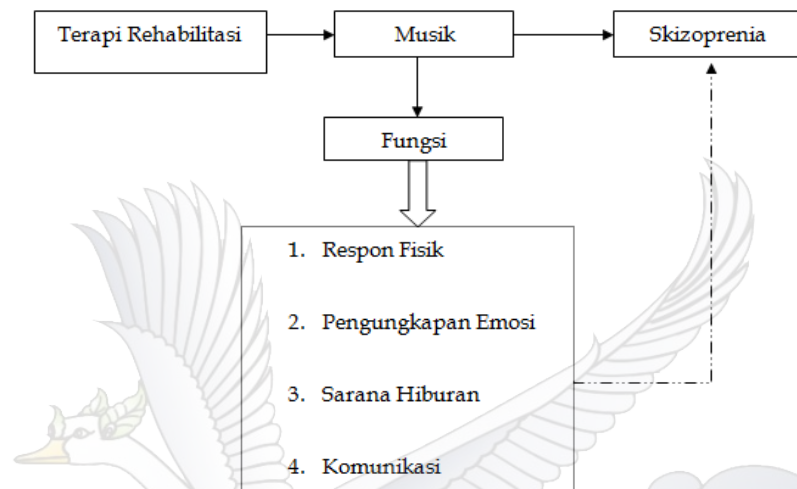 Terapi Rehabilitasi
Musik
Skizoprenia
Fungsi
1. Respon Fisik
2. Pengungkapan Emosi
3. Sarana Hiburan
4. Komunikasi